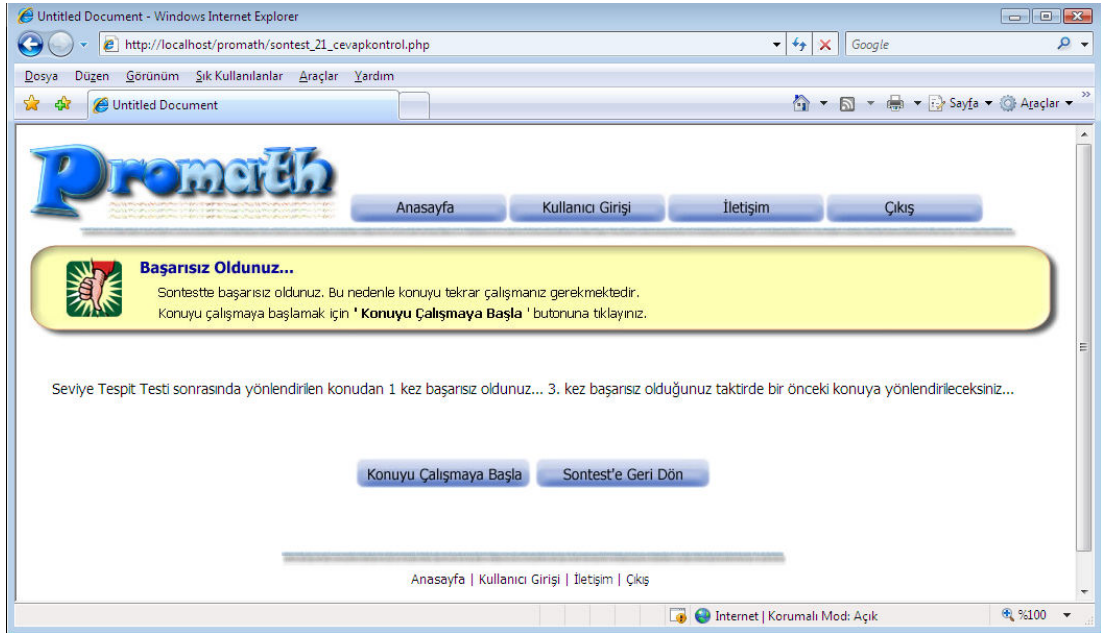 Untitled Document - Windows Internet Explorer
http://localhost/promath/sontest_21_cevapkontrol.php
Google
Dosya Düzen Görünüm Sık Kullanılanlar Araçlar Yardım
Untitled Document
Sayfa Araçlar
Promath
Anasayfa Kullanıcı Girişi İletişim Çıkış
Başarısız Oldunuz...
Sontestte başarısız oldunuz. Bu nedenle konuyu tekrar çalışmanız gerekmektedir.
Konuyu çalışmaya başlamak için ' Konuyu Çalışmaya Başla ' butonuna tıklayınız.
Seviye Tespit Testi sonrasında yönlendirilen konudan 1 kez başarısız oldunuz... 3. kez başarısız olduğunuz taktirde bir önceki konuya yönlendirileceksiniz...
Konuyu Çalışmaya Başla Sontest'e Geri Dön
Anasayfa | Kullanıcı Girişi | İletişim | Çıkış
Internet | Korumalı Mod: Açık %100